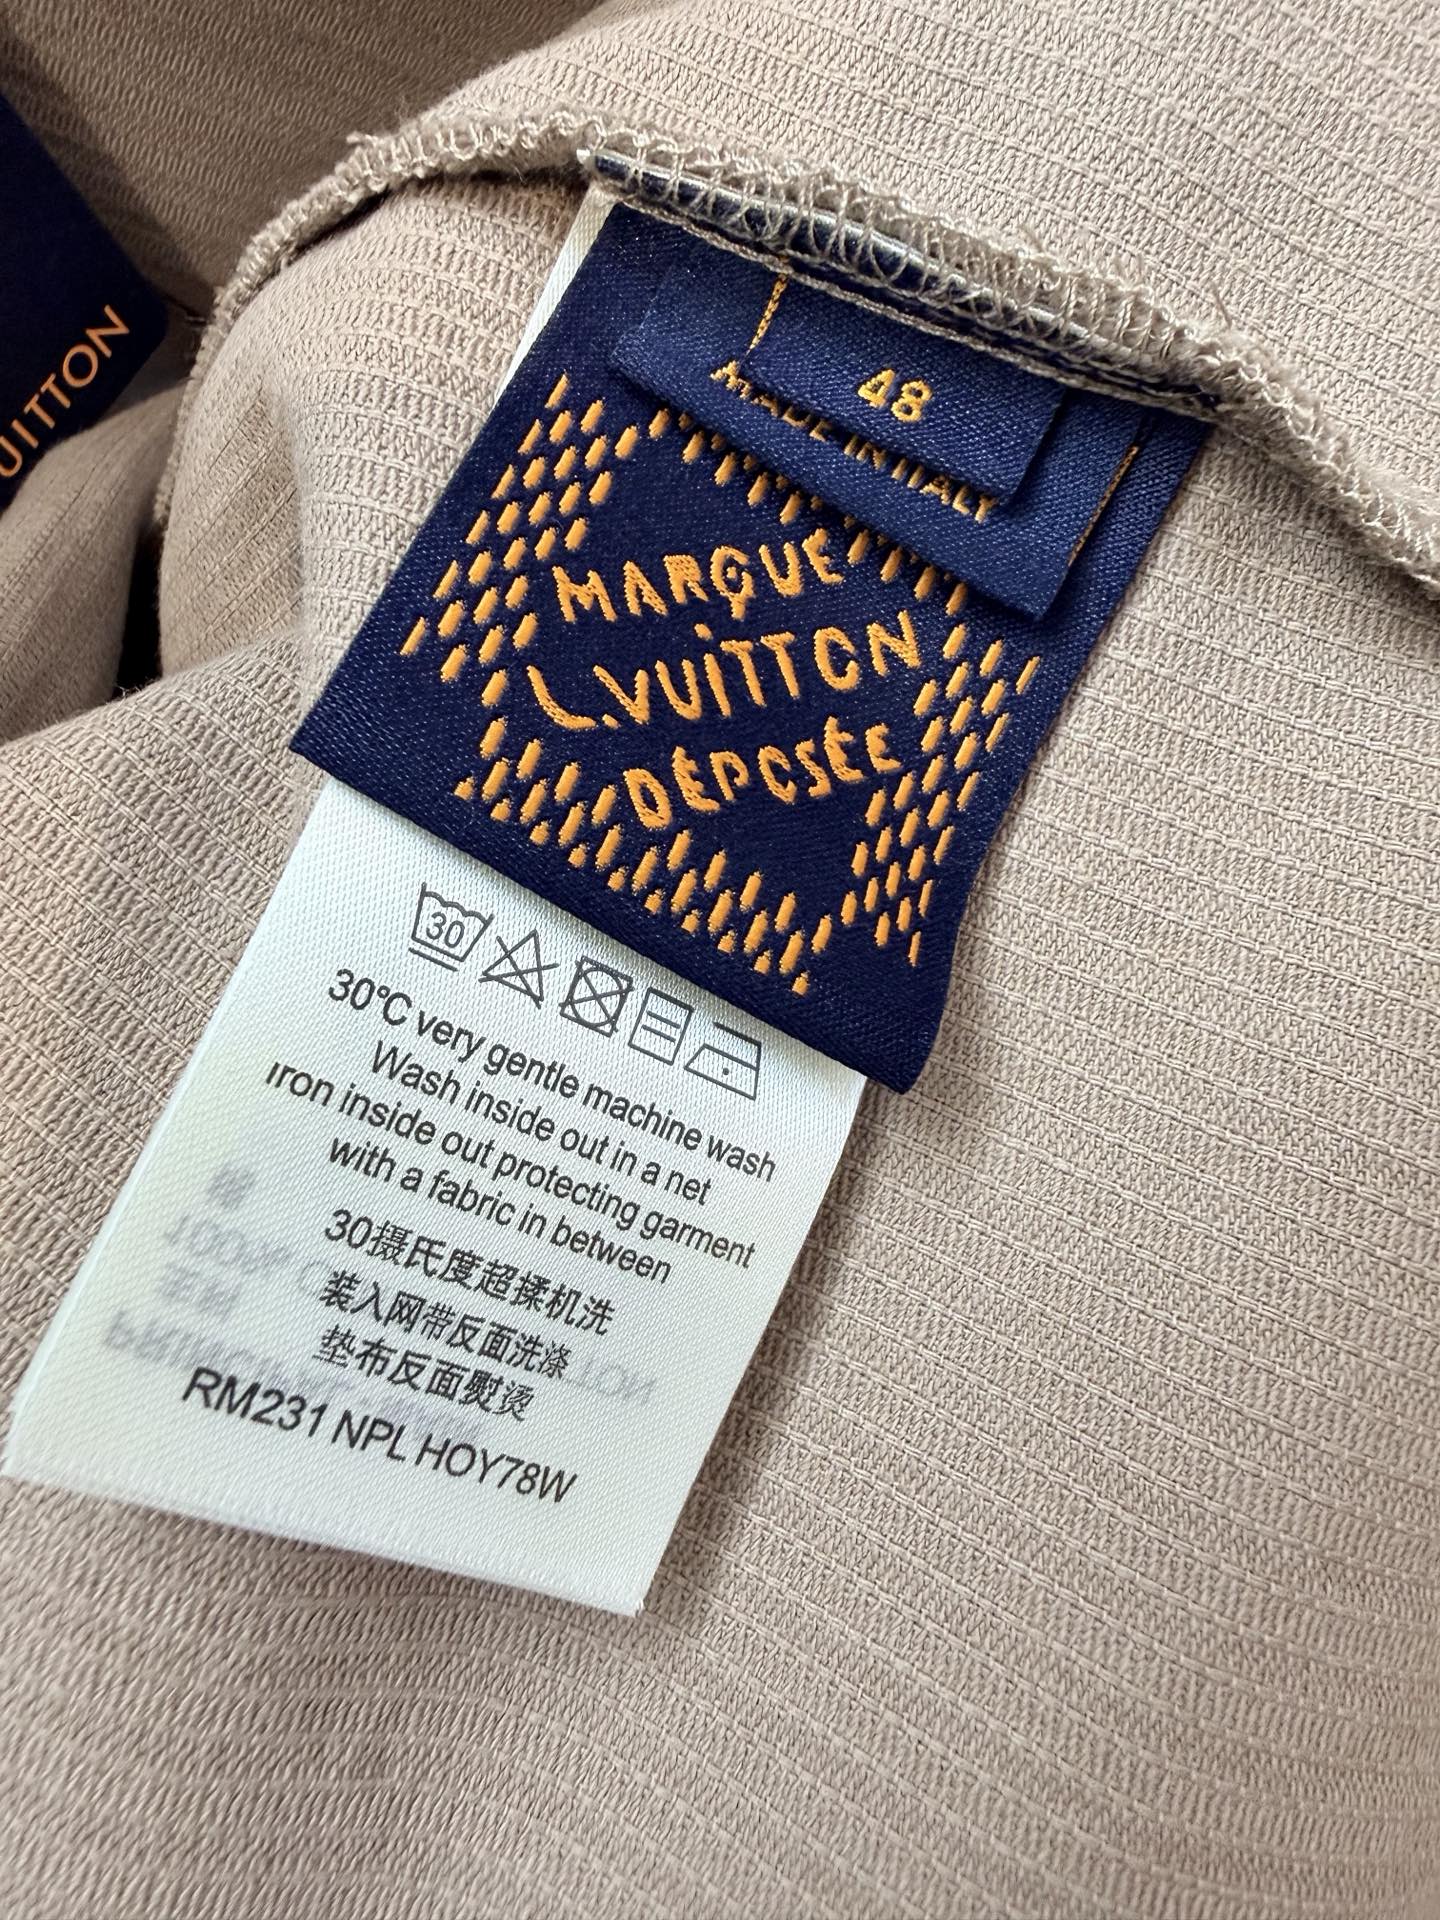 UITTON
48
MADE IN ITALY
MARQUE
L.VUiTTON
DÉPOSÉE
30
30°C very gentle machine wash
Wash inside out in a net
Iron inside out protecting garment
with a fabric in between
30摄氏度超揉机洗
装入网带反面洗涤
垫布反面熨烫
RM231 NPL HOY78W